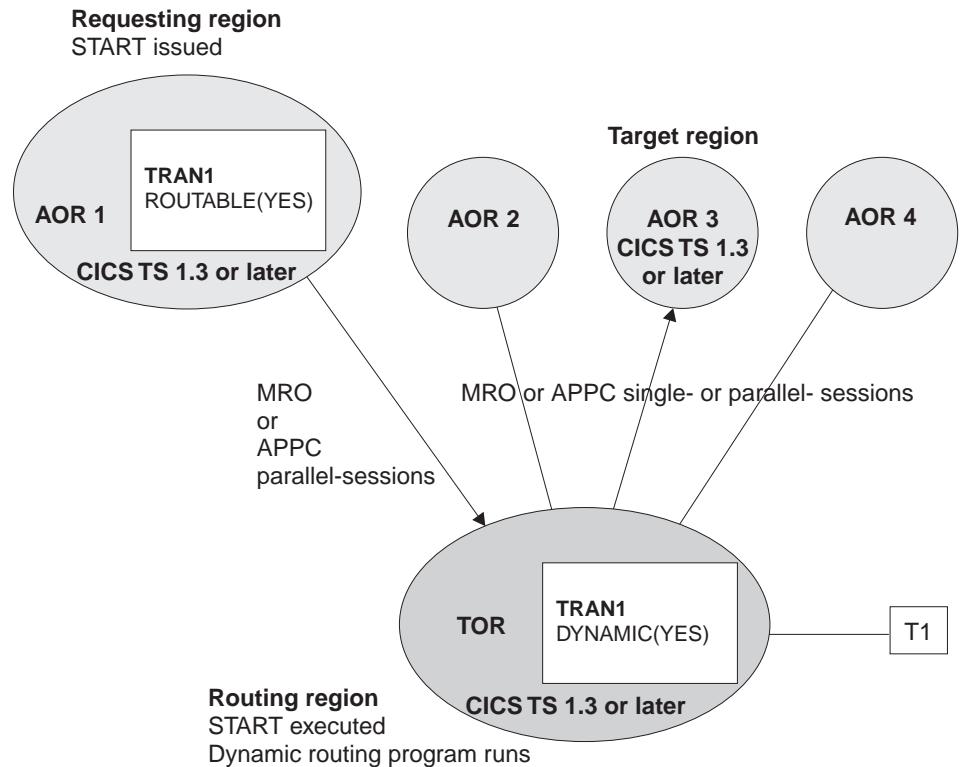 Requesting region
START issued
TRAN1
ROUTABLE(YES)
AOR 1
CICS TS 1.3 or later
AOR 2
Target region
AOR 3
CICS TS 1.3
or later
AOR 4
MRO
or
APPC
parallel-sessions
MRO or APPC single- or parallel- sessions
TOR
TRAN1
DYNAMIC(YES)
CICS TS 1.3 or later
T1
Routing region
START executed
Dynamic routing program runs